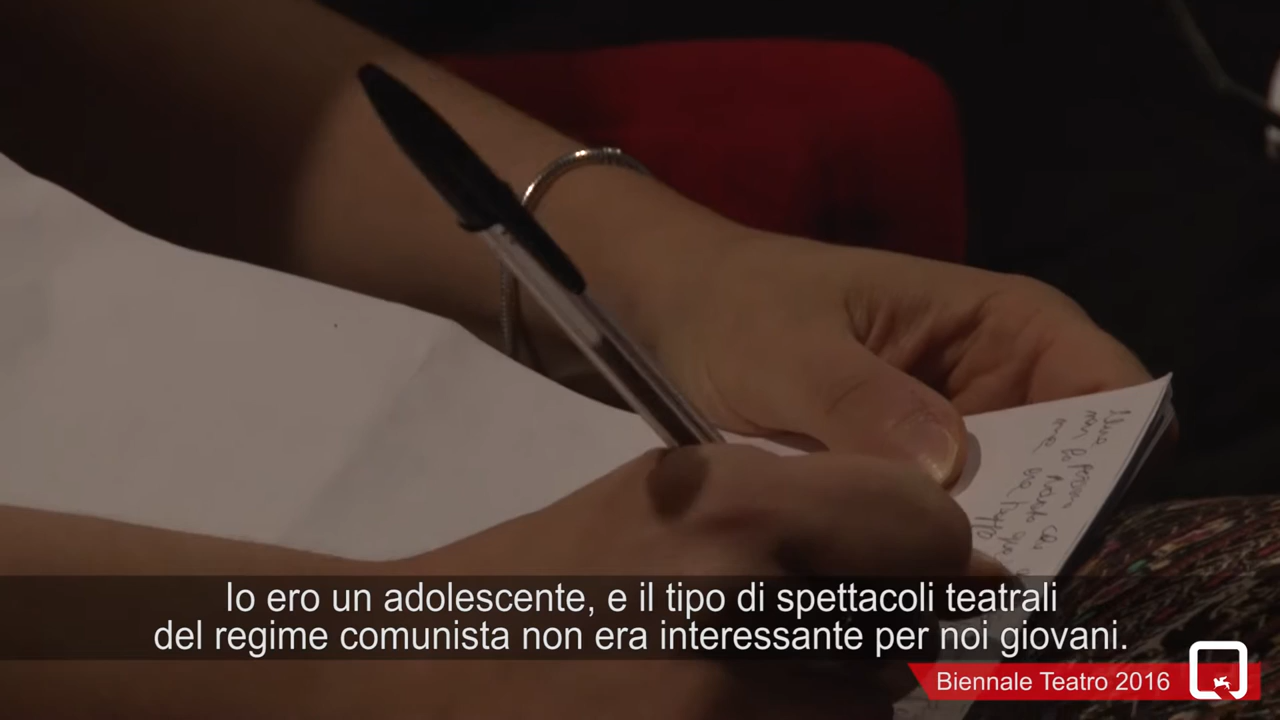 Io ero un adolescente, e il tipo di spettacoli teatrali
del regime comunista non era interessante per noi giovani.
Biennale Teatro 2016